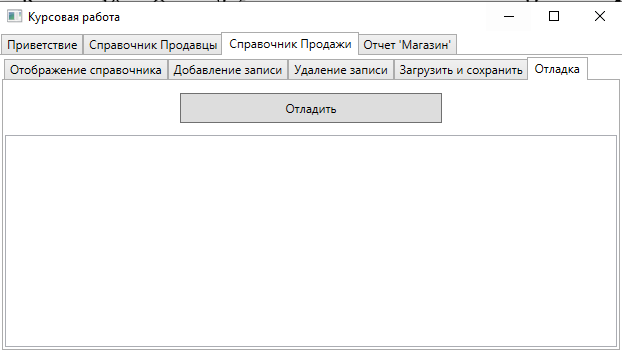 Курсовая работа
Приветствие Справочник Продавцы Справочник Продажи Отчет 'Магазин'
Отображение справочника Добавление записи Удаление записи Загрузить и сохранить Отладка
Отладить